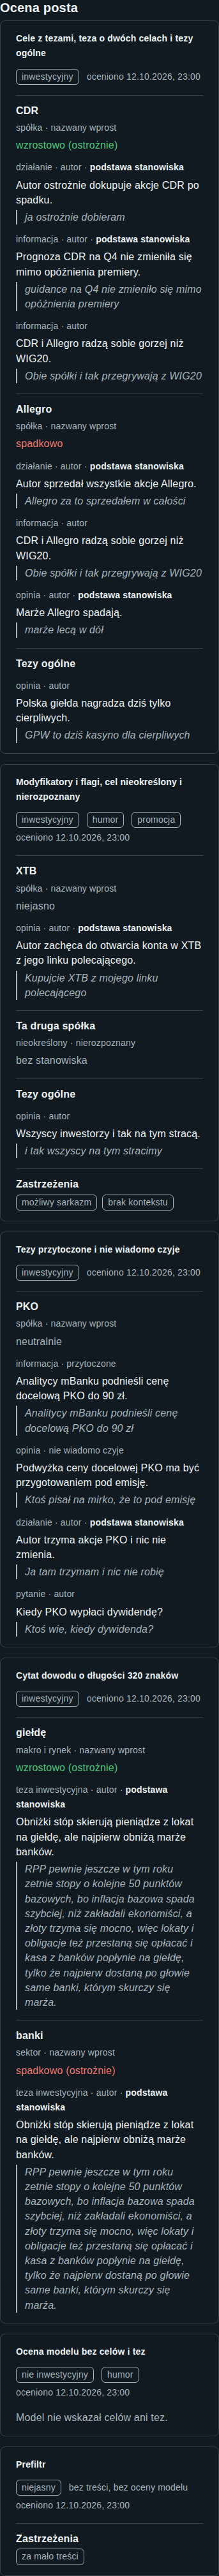 Ocena posta
Cele z tezami, teza o dwóch celach i tezy
ogólne
inwestycyjny oceniono 12.10.2026, 23:00
CDR
spółka · nazwany wprost
wzrostowo (ostrożnie)
działanie · autor · podstawa stanowiska
Autor ostrożnie dokupuje akcje CDR po
spadku.
ja ostrożnie dobieram
informacja · autor · podstawa stanowiska
Prognoza CDR na Q4 nie zmieniła się
mimo opóźnienia premiery.
guidance na Q4 nie zmieniło się mimo
opóźnienia premiery
informacja · autor
CDR i Allegro radzą sobie gorzej niż
WIG20.
Obie spółki i tak przegrywają z WIG20
Allegro
spółka · nazwany wprost
spadkowo
działanie · autor · podstawa stanowiska
Autor sprzedał wszystkie akcje Allegro.
Allegro za to sprzedałem w całości
informacja · autor
CDR i Allegro radzą sobie gorzej niż
WIG20.
Obie spółki i tak przegrywają z WIG20
opinia · autor · podstawa stanowiska
Marże Allegro spadają.
marże lecą w dół
Tezy ogólne
opinia · autor
Polska giełda nagradza dziś tylko
cierpliwych.
GPW to dziś kasyno dla cierpliwych
Modyfikatory i flagi, cel nieokreślony i
nierozpoznany
inwestycyjny humor promocja
oceniono 12.10.2026, 23:00
XTB
spółka · nazwany wprost
niejasno
opinia · autor · podstawa stanowiska
Autor zachęca do otwarcia konta w XTB
z jego linku polecającego.
Kupujcie XTB z mojego linku
polecającego
Ta druga spółka
nieokreślony · nierozpoznany
bez stanowiska
Tezy ogólne
opinia · autor
Wszyscy inwestorzy i tak na tym stracą.
i tak wszyscy na tym stracimy
Zastrzeżenia
możliwy sarkazm brak kontekstu
Tezy przytoczone i nie wiadomo czyje
inwestycyjny oceniono 12.10.2026, 23:00
PKO
spółka · nazwany wprost
neutralnie
informacja · przytoczone
Analitycy mBanku podnieśli cenę
docelową PKO do 90 zł.
Analitycy mBanku podnieśli cenę
docelową PKO do 90 zł
opinia · nie wiadomo czyje
Podwyżka ceny docelowej PKO ma być
przygotowaniem pod emisję.
Ktoś pisał na mirko, że to pod emisję
działanie · autor · podstawa stanowiska
Autor trzyma akcje PKO i nic nie
zmienia.
Ja tam trzymam i nic nie robię
pytanie · autor
Kiedy PKO wypłaci dywidendę?
Ktoś wie, kiedy dywidenda?
Cytat dowodu o długości 320 znaków
inwestycyjny oceniono 12.10.2026, 23:00
giełdę
makro i rynek · nazwany wprost
wzrostowo (ostrożnie)
teza inwestycyjna · autor · podstawa
stanowiska
Obniżki stóp skierują pieniądze z lokat
na giełdę, ale najpierw obniżą marże
banków.
RPP pewnie jeszcze w tym roku
zetnie stopy o kolejne 50 punktów
bazowych, bo inflacja bazowa spada
szybciej, niż zakładali ekonomiści, a
złoty trzyma się mocno, więc lokaty i
obligacje też przestaną się opłacać i
kasa z banków popłynie na giełdę,
tylko że najpierw dostaną po głowie
same banki, którym skurczy się
marża.
banki
sektor · nazwany wprost
spadkowo (ostrożnie)
teza inwestycyjna · autor · podstawa
stanowiska
Obniżki stóp skierują pieniądze z lokat
na giełdę, ale najpierw obniżą marże
banków.
RPP pewnie jeszcze w tym roku
zetnie stopy o kolejne 50 punktów
bazowych, bo inflacja bazowa spada
szybciej, niż zakładali ekonomiści, a
złoty trzyma się mocno, więc lokaty i
obligacje też przestaną się opłacać i
kasa z banków popłynie na giełdę,
tylko że najpierw dostaną po głowie
same banki, którym skurczy się
marża.
Ocena modelu bez celów i tez
nie inwestycyjny humor
oceniono 12.10.2026, 23:00
Model nie wskazał celów ani tez.
Prefiltr
niejasny bez treści, bez oceny modelu
oceniono 12.10.2026, 23:00
Zastrzeżenia
za mało treści